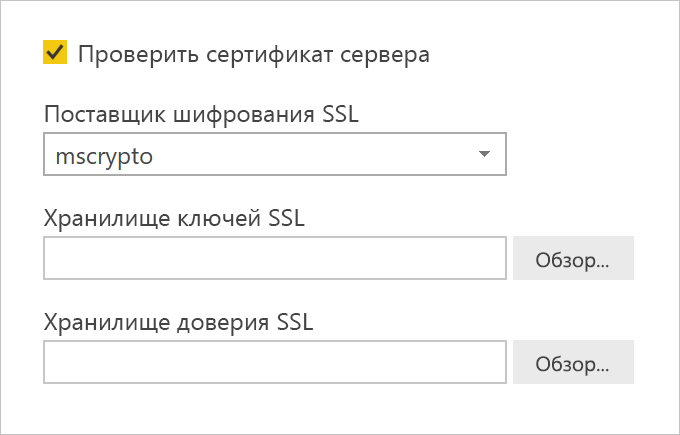 Проверить сертификат сервера
Поставщик шифрования SSL
mscrypto
Хранилище ключей SSL
Обзор...
Хранилище доверия SSL
Обзор...